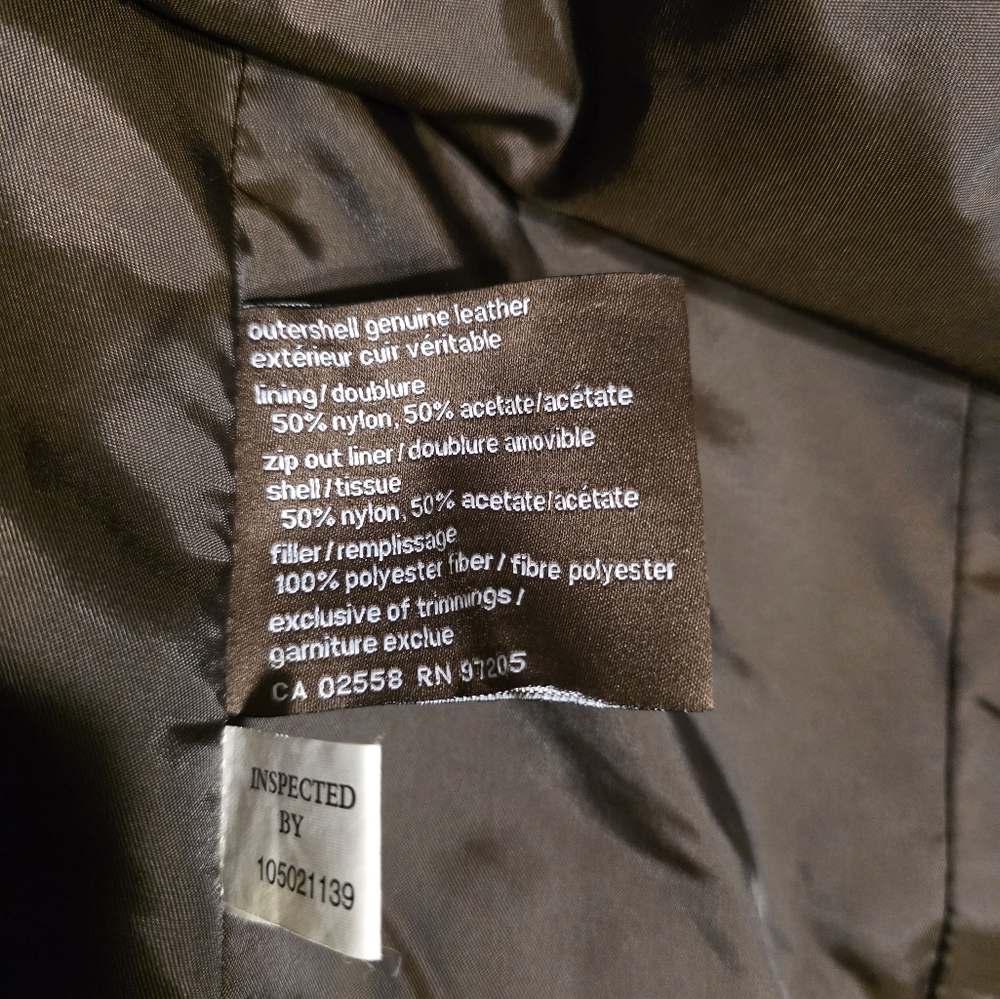 outershell genuine leather
extérieur cuir véritable
lining/doublure
50% nylon, 50% acetate/acétate
zip out liner/doublure amovible
shell/tissue
50% nylon, 50% acetate/acétate
filler/remplissage
100% polyester fiber/fibre polyester
exclusive of trimmings/
garniture exclue
CA 02558 RN 97205
INSPECTED
BY
105021139